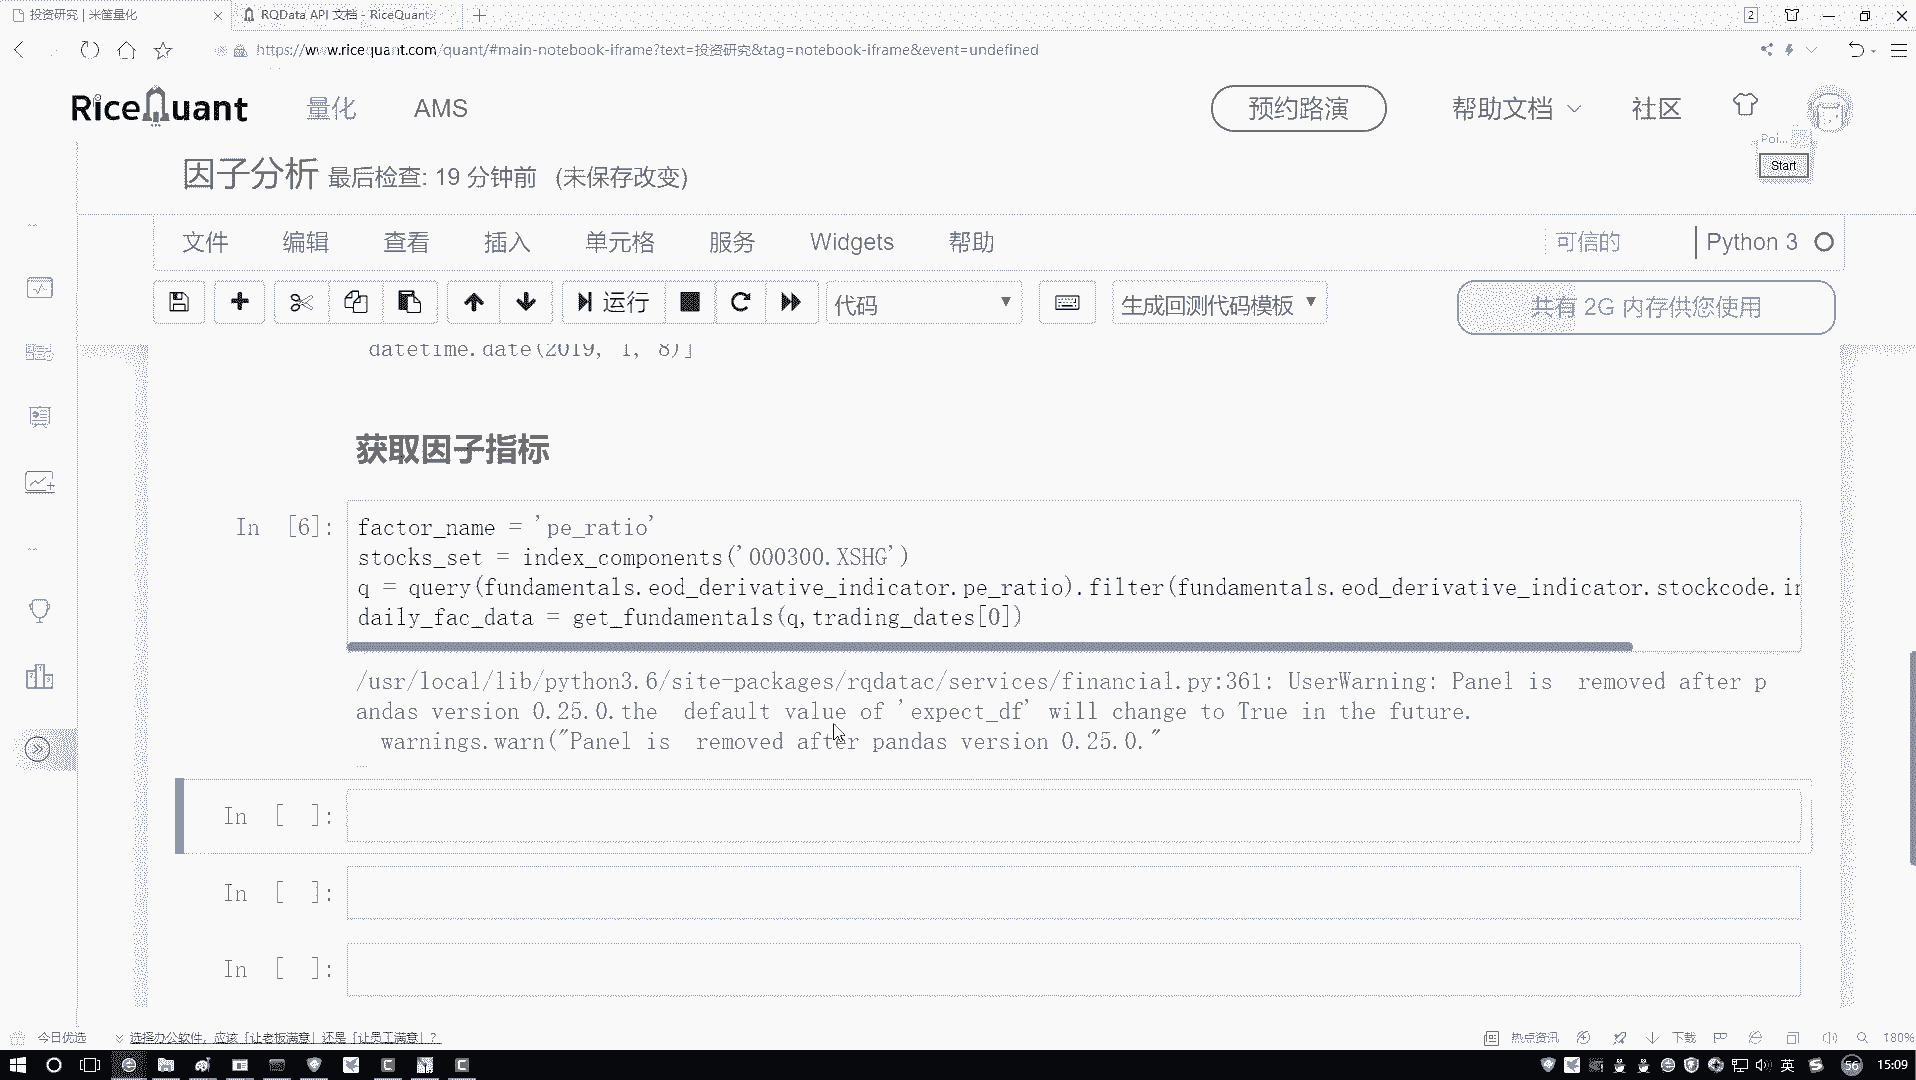 投资研究 | 米筐量化
RQData API 文档 - RiceQuant
2
https://www.ricequant.com/quant/#main-notebook-iframe?text=投资研究&tag=notebook-iframe&event=undefined
RiceQuant 量化 AMS 预约路演 帮助文档 社区
Poi...
Start
因子分析 最后检查: 19 分钟前 (未保存改变)
文件 编辑 查看 插入 单元格 服务 Widgets 帮助 可信的 Python 3
运行 代码 生成回测代码模板 共有 2G 内存供您使用
datetime.date(2019, 1, 8)]
获取因子指标
In [6]:
factor_name = 'pe_ratio'
stocks_set = index_components('000300.XSHG')
q = query(fundamentals.eod_derivative_indicator.pe_ratio).filter(fundamentals.eod_derivative_indicator.stockcode.in
daily_fac_data = get_fundamentals(q,trading_dates[0])
/usr/local/lib/python3.6/site-packages/rqdatac/services/financial.py:361: UserWarning: Panel is  removed after p
andas version 0.25.0.the  default value of 'expect_df' will change to True in the future.
  warnings.warn("Panel is  removed after pandas version 0.25.0."
In [ ]:
In [ ]:
In [ ]:
今日优选 选择办公软件，应该「让老板满意」还是「让员工满意」？ 热点资讯 下载 180%
英 56 15:09